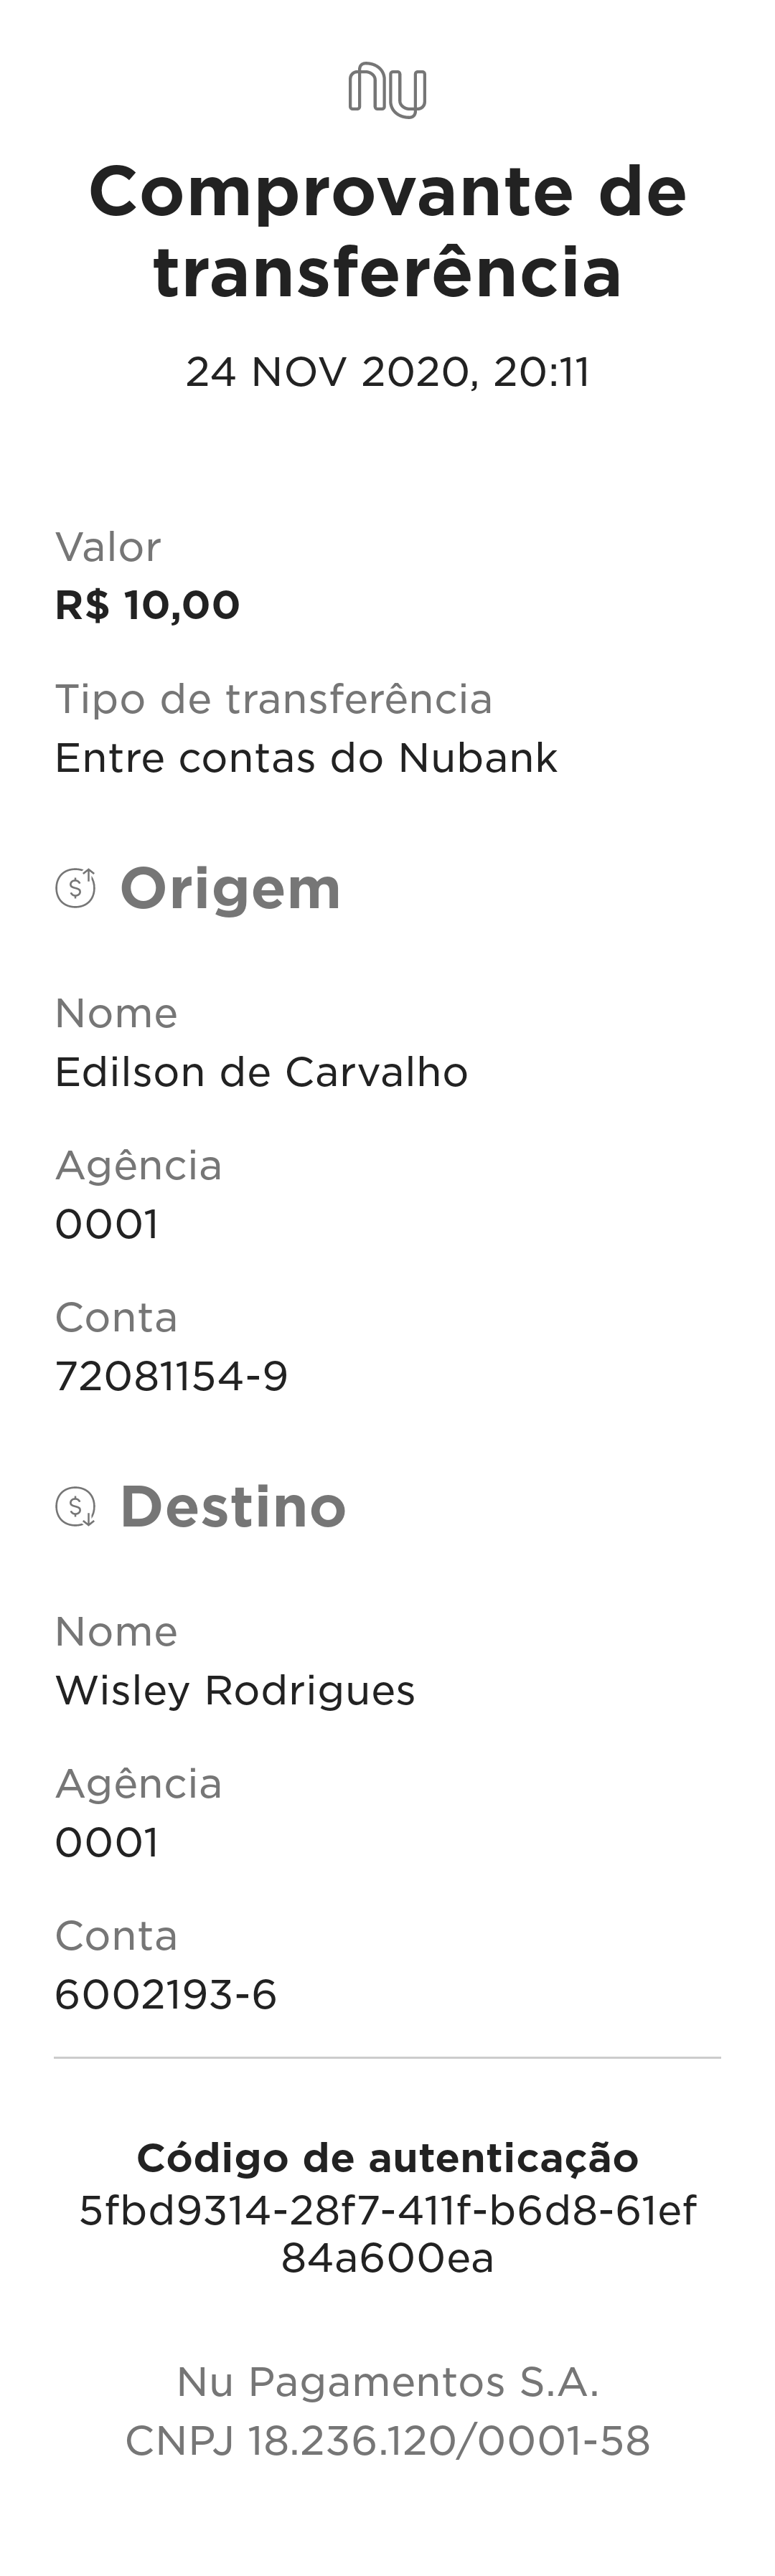 nu
Comprovante de
transferência
24 NOV 2020, 20:11
Valor
R$ 10,00
Tipo de transferência
Entre contas do Nubank
Origem
Nome
Edilson de Carvalho
Agência
0001
Conta
72081154-9
Destino
Nome
Wisley Rodrigues
Agência
0001
Conta
6002193-6
Código de autenticação
5fbd9314-28f7-411f-b6d8-61ef
84a600ea
Nu Pagamentos S.A.
CNPJ 18.236.120/0001-58